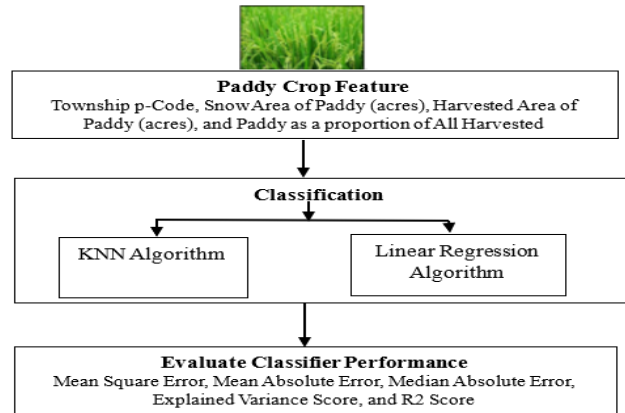 Paddy Crop Feature
Township p-Code, Snow Area of Paddy (acres), Harvested Area of
Paddy (acres), and Paddy as a proportion of All Harvested
Classification
KNN Algorithm
Linear Regression
Algorithm
Evaluate Classifier Performance
Mean Square Error, Mean Absolute Error, Median Absolute Error,
Explained Variance Score, and R2 Score